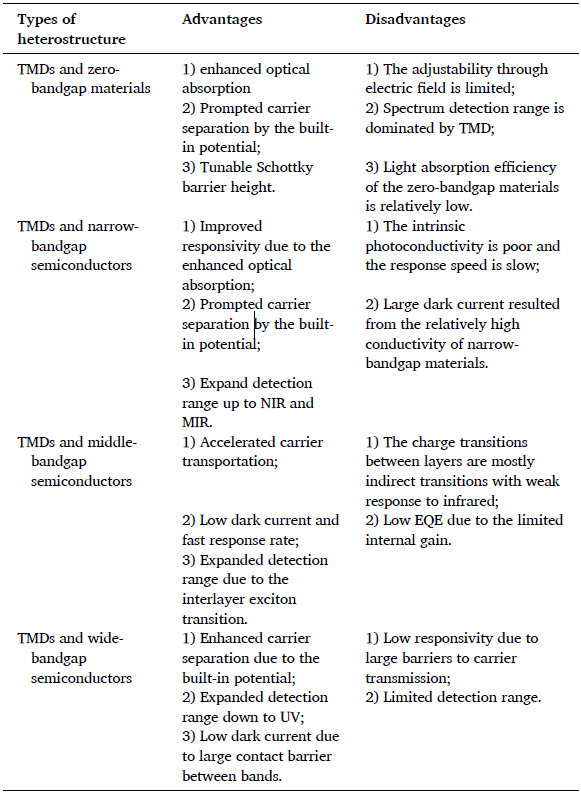 Types of heterostructure
Advantages
Disadvantages
TMDs and zero-
bandgap materials
1) enhanced optical
absorption
2) Prompted carrier
separation by the built-
in potential;
3) Tunable Schottky
barrier height.
1) The adjustability through
electric field is limited;
2) Spectrum detection range is
dominated by TMD;
3) Light absorption efficiency
of the zero-bandgap materials
is relatively low.
TMDs and narrow-
bandgap
semiconductors
1) Improved
responsivity due to the
enhanced optical
absorption;
2) Prompted carrier
separation by the built-
in potential;
3) Expand detection
range up to NIR and
MIR.
1) The intrinsic
photoconductivity is poor and
the response speed is slow;
2) Large dark current resulted
from the relatively high
conductivity of narrow-
bandgap materials.
TMDs and middle-
bandgap
semiconductors
1) Accelerated carrier
transportation;
2) Low dark current and
fast response rate;
3) Expanded detection
range due to the
interlayer exciton
transition.
1) The charge transitions
between layers are mostly
indirect transitions with weak
response to infrared;
2) Low EQE due to the limited
internal gain.
TMDs and wide-
bandgap
semiconductors
1) Enhanced carrier
separation due to the
built-in potential;
2) Expanded detection
range down to UV;
3) Low dark current due
to large contact barrier
between bands.
1) Low responsivity due to
large barriers to carrier
transmission;
2) Limited detection range.